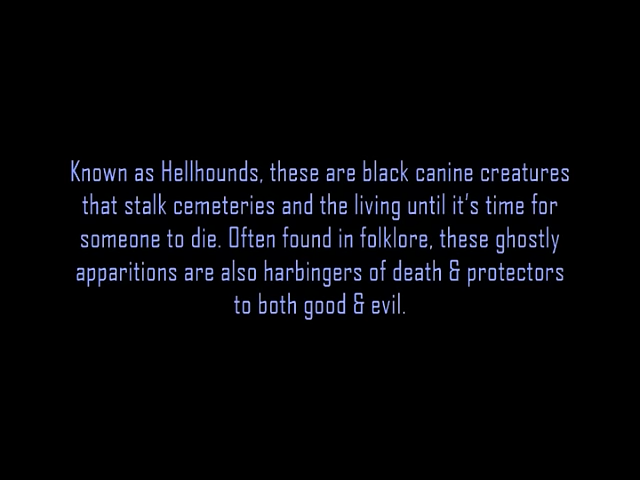 Known as Hellhounds, these are black canine creatures
that stalk cemeteries and the living until it's time for
someone to die. Often found in folklore, these ghostly
apparitions are also harbingers of death & protectors
to both good & evil.